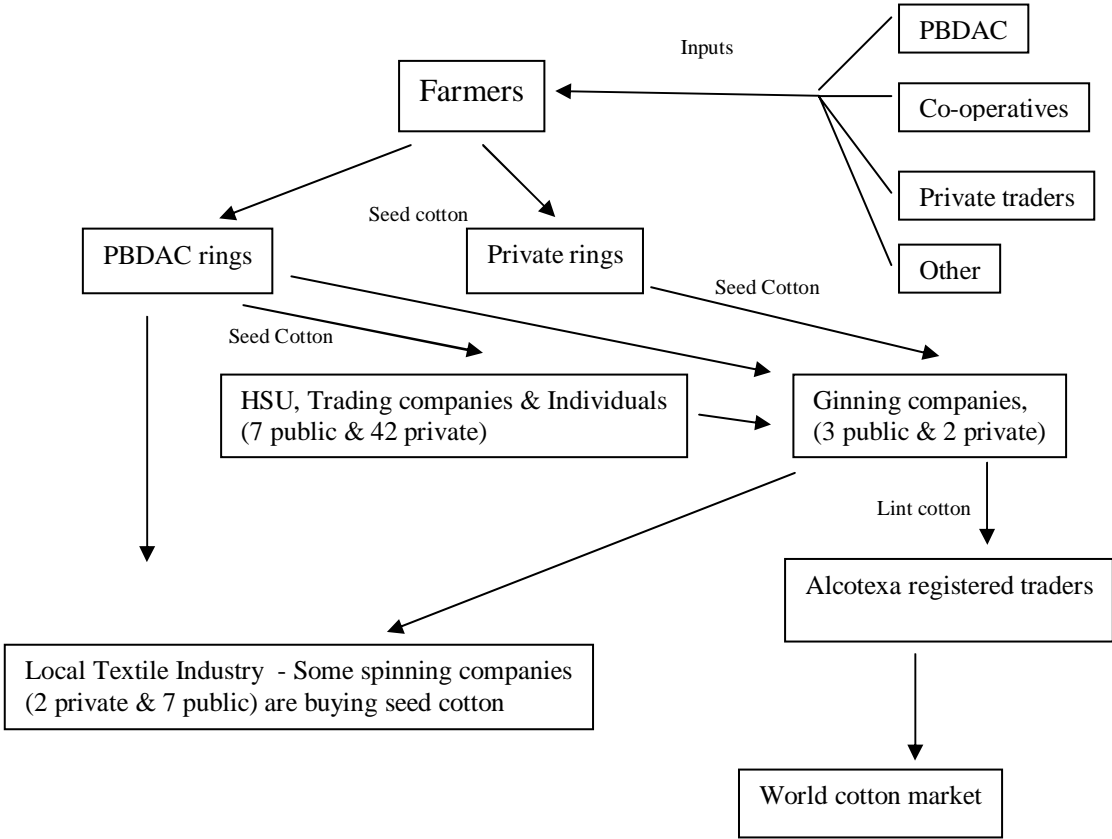 PBDAC
Inputs
Farmers
Co-operatives
Private traders
Seed cotton
PBDAC rings
Private rings
Other
Seed Cotton
Seed Cotton
HSU, Trading companies & Individuals
(7 public & 42 private)
Ginning companies,
(3 public & 2 private)
Lint cotton
Alcotexa registered traders
Local Textile Industry - Some spinning companies
(2 private & 7 public) are buying seed cotton
World cotton market